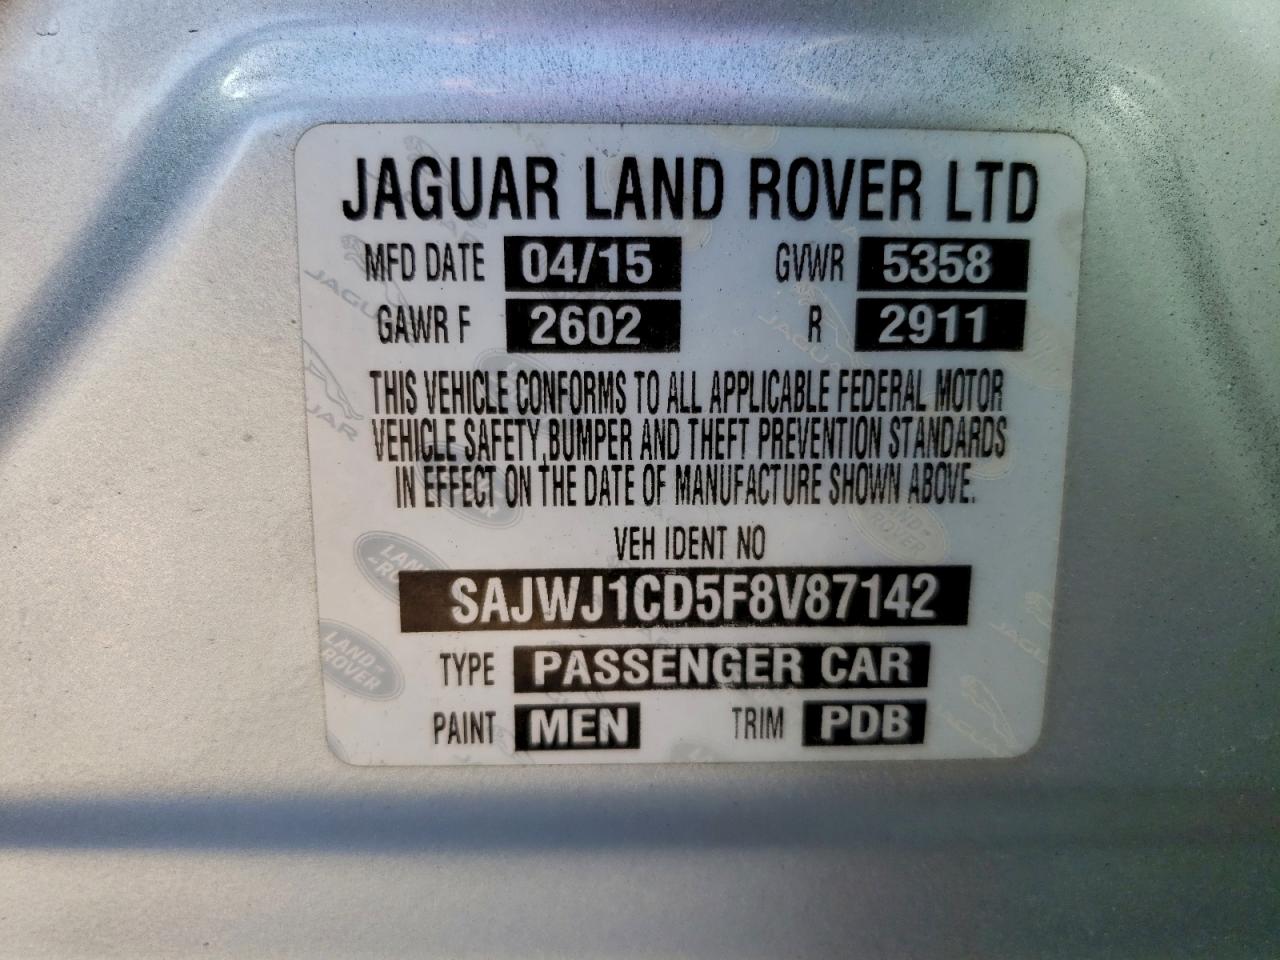 JAGUAR LAND ROVER LTD
MFD DATE 04/15 GVWR 5358
GAWR F 2602 R 2911
THIS VEHICLE CONFORMS TO ALL APPLICABLE FEDERAL MOTOR
VEHICLE SAFETY,BUMPER AND THEFT PREVENTION STANDARDS
IN EFFECT ON THE DATE OF MANUFACTURE SHOWN ABOVE.
VEH IDENT NO
SAJWJ1CD5F8V87142
TYPE PASSENGER CAR
PAINT MEN TRIM PDB